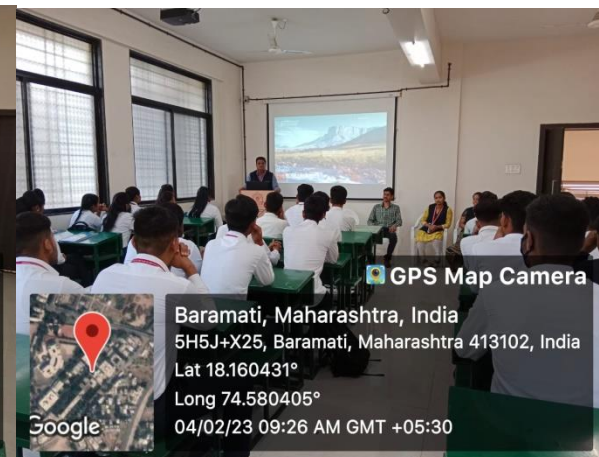 GPS Map Camera
Baramati, Maharashtra, India
5H5J+X25, Baramati, Maharashtra 413102, India
Lat 18.160431°
Long 74.580405°
04/02/23 09:26 AM GMT +05:30
Google